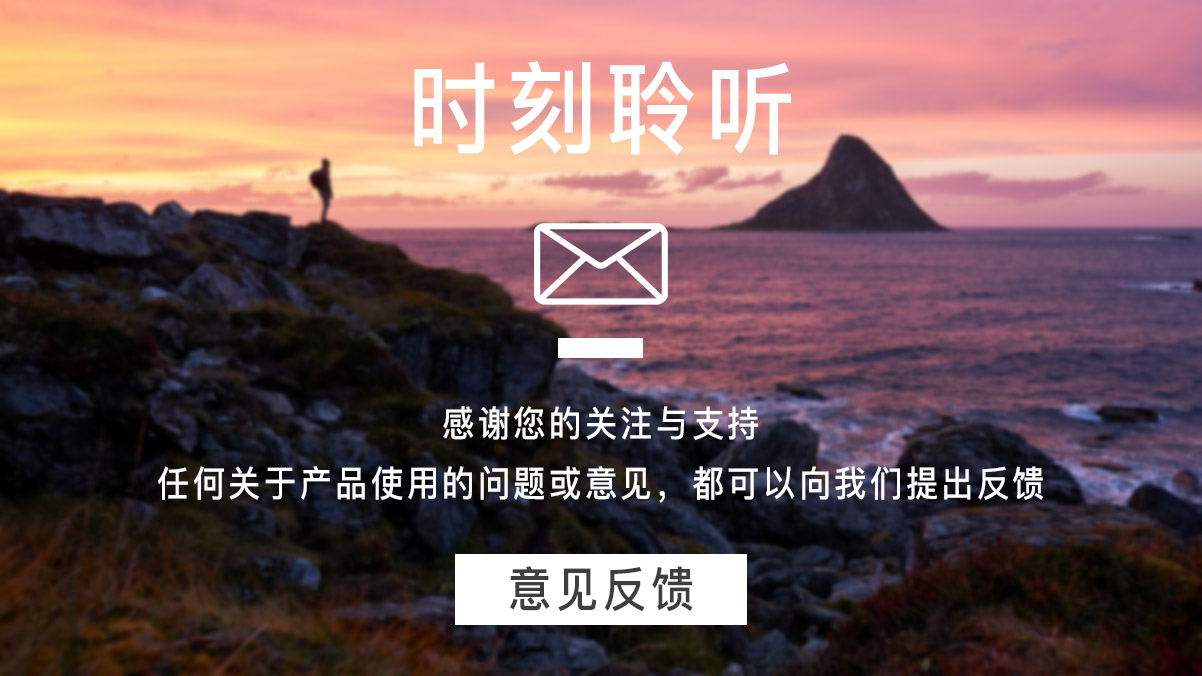 时刻聆听
感谢您的关注与支持
任何关于产品使用的问题或意见，都可以向我们提出反馈
意见反馈